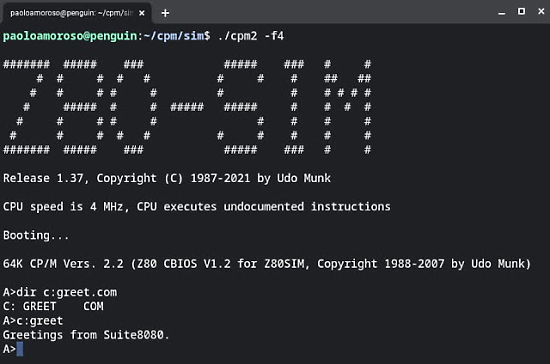 paoloamoroso@penguin: ~/cpm/sim
paoloamoroso@penguin:~/cpm/sim$ ./cpm2 -f4
Z80-SIM
Release 1.37, Copyright (C) 1987-2021 by Udo Munk
CPU speed is 4 MHz, CPU executes undocumented instructions
Booting...
64K CP/M Vers. 2.2 (Z80 CBIOS V1.2 for Z80SIM, Copyright 1988-2007 by Udo Munk)
A>dir c:greet.com
C: GREET    COM
A>c:greet
Greetings from Suite8080.
A>